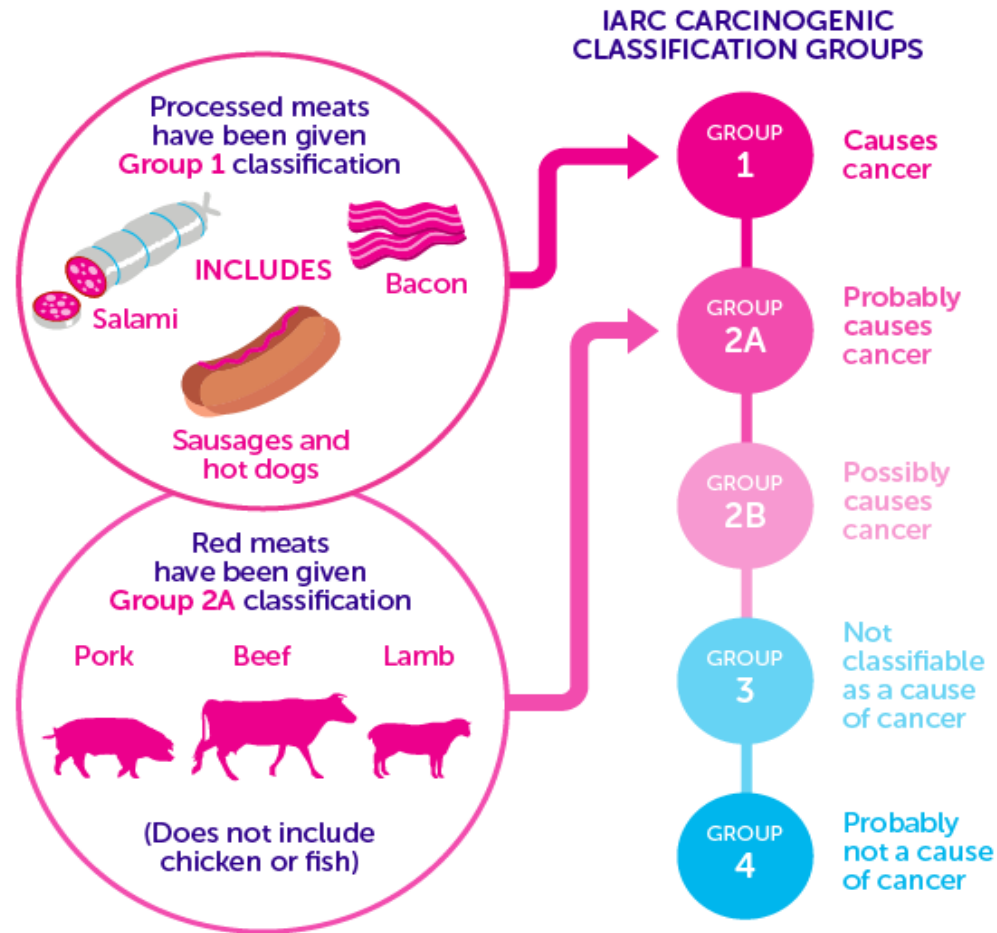 IARC CARCINOGENIC
CLASSIFICATION GROUPS
Processed meats
have been given
Group 1 classification
INCLUDES
Salami
Bacon
Sausages and
hot dogs
Red meats
have been given
Group 2A classification
Pork
Beef
Lamb
(Does not include
chicken or fish)
GROUP
1
Causes
cancer
GROUP
2A
Probably
causes
cancer
GROUP
2B
Possibly
causes
cancer
GROUP
3
Not
classifiable
as a cause
of cancer
GROUP
4
Probably
not a cause
of cancer